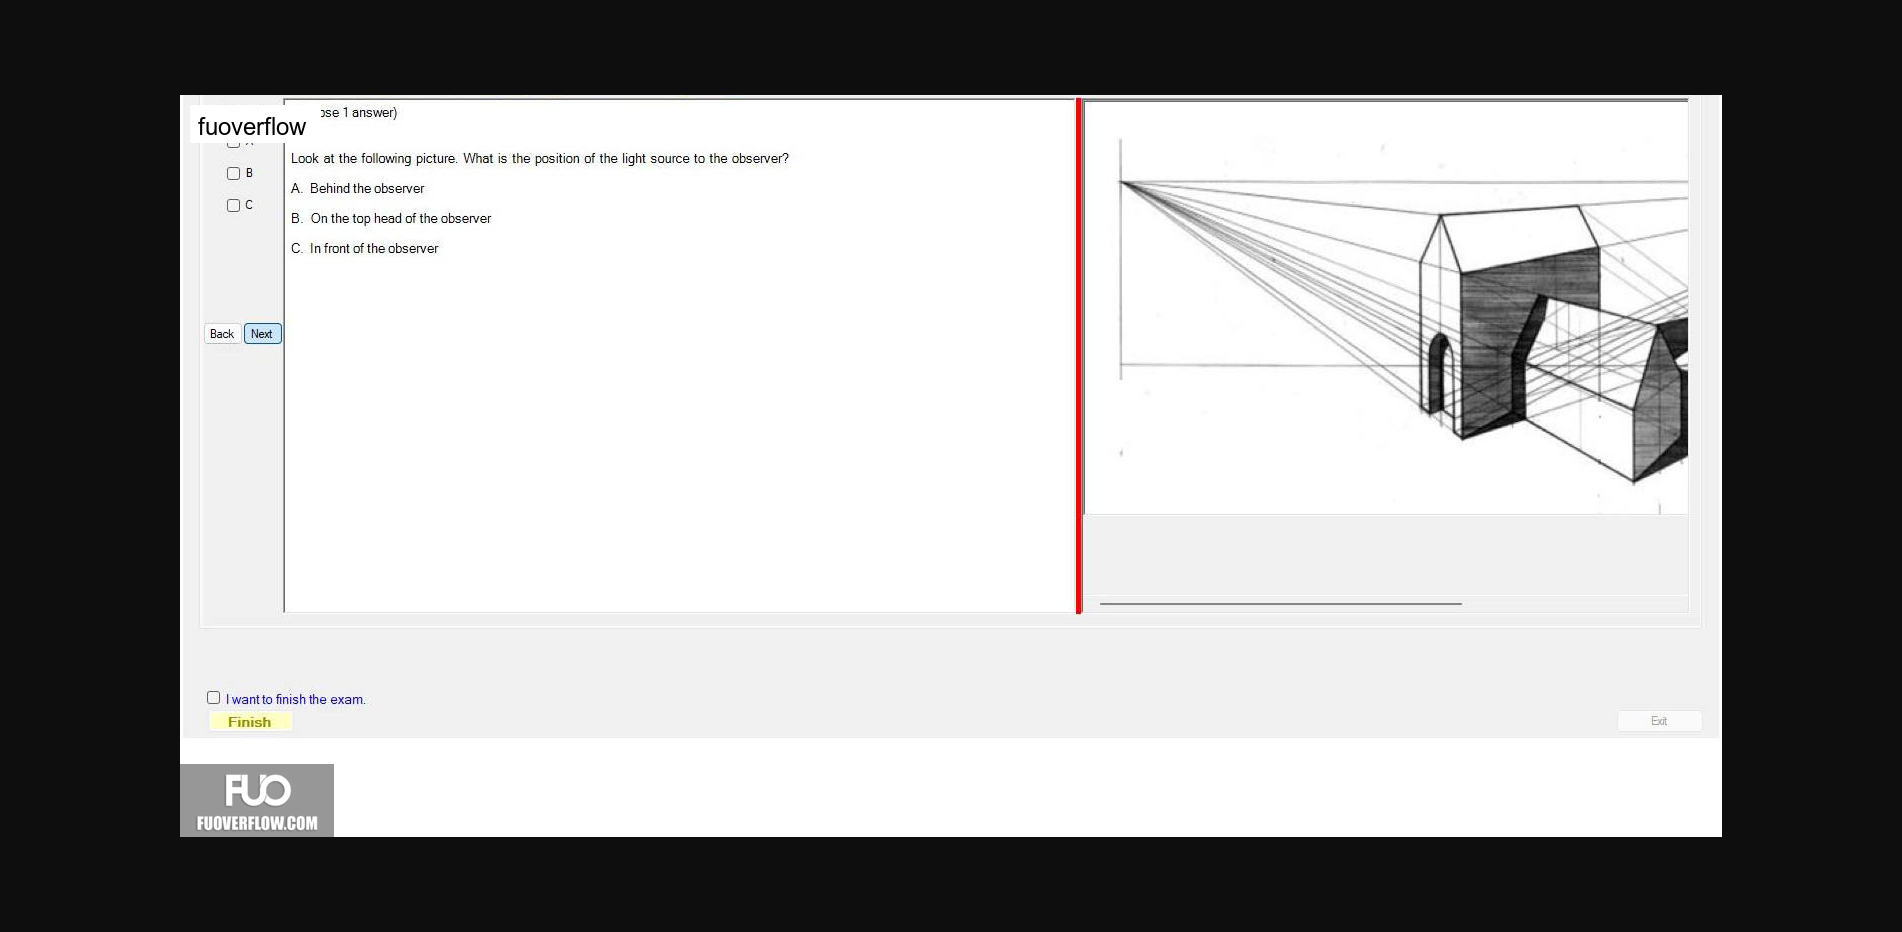 fuoverflow
ose 1 answer)
Look at the following picture. What is the position of the light source to the observer?
A. Behind the observer
B. On the top head of the observer
C. In front of the observer
B
C
Back
Next
I want to finish the exam.
Finish
Exit
FUO
FUOVERFLOW.COM